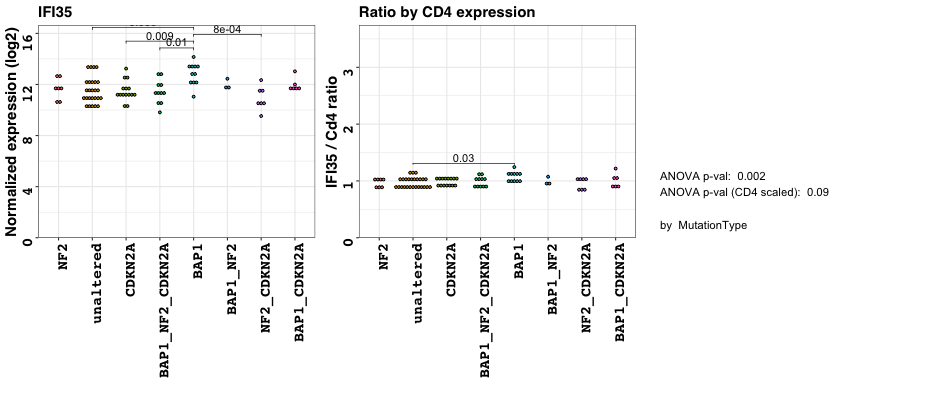 IFI35
Normalized expression (log2)
16
12
8
4
0
0.009
0.01
8e-04
NF2
unaltered
CDKN2A
BAP1_NF2_CDKN2A
BAP1
BAP1_NF2
NF2_CDKN2A
BAP1_CDKN2A
Ratio by CD4 expression
IFI35 / Cd4 ratio
3
2
1
0
0.03
NF2
unaltered
CDKN2A
BAP1_NF2_CDKN2A
BAP1
BAP1_NF2
NF2_CDKN2A
BAP1_CDKN2A
ANOVA p-val: 0.002
ANOVA p-val (CD4 scaled): 0.09
by MutationType